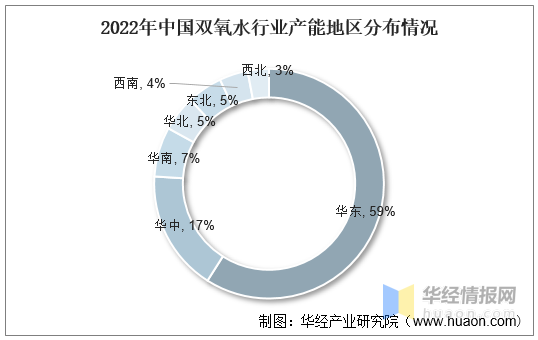 2022年中国双氧水行业产能地区分布情况
西北, 3%
西南, 4%
东北, 5%
华北, 5%
华南, 7%
华中, 17%
华东, 59%
华经情报网
huaon.com
制图：华经产业研究院（www.huaon.com）